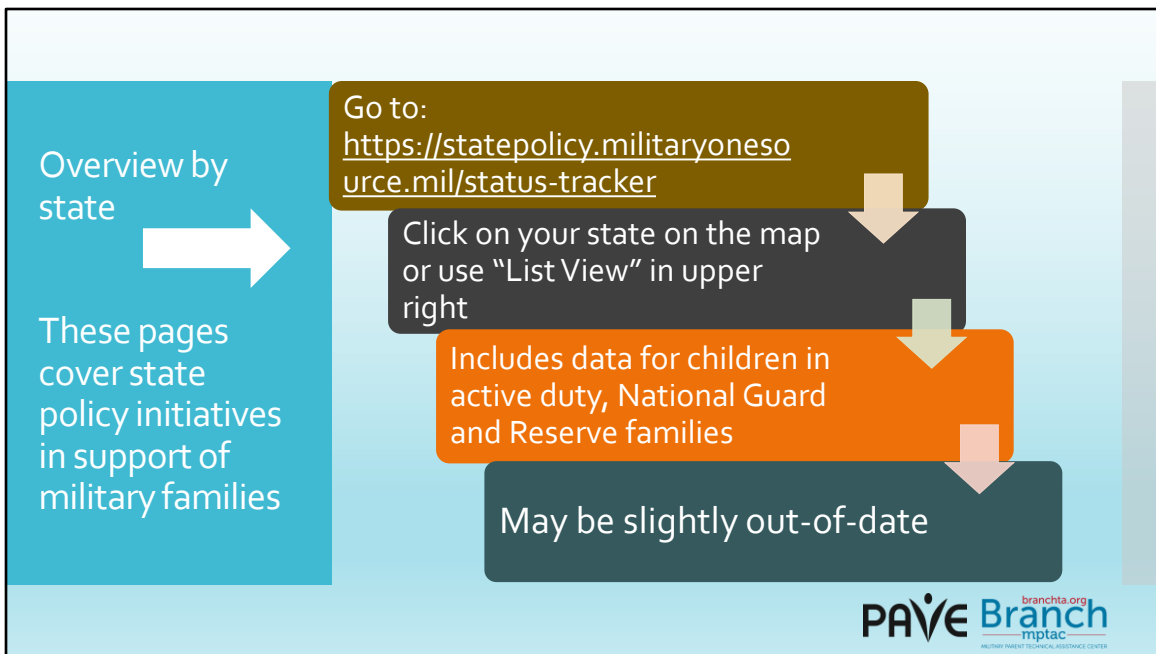 Overview by
state
These pages
cover state
policy initiatives
in support of
military families
Go to:
https://statepolicy.militaryoneso
urce.mil/status-tracker
Click on your state on the map
or use “List View” in upper
right
Includes data for children in
active duty, National Guard
and Reserve families
May be slightly out-of-date
PAVE
branchta.org
Branch
mptac
MILITARY PARENT TECHNICAL ASSISTANCE CENTER